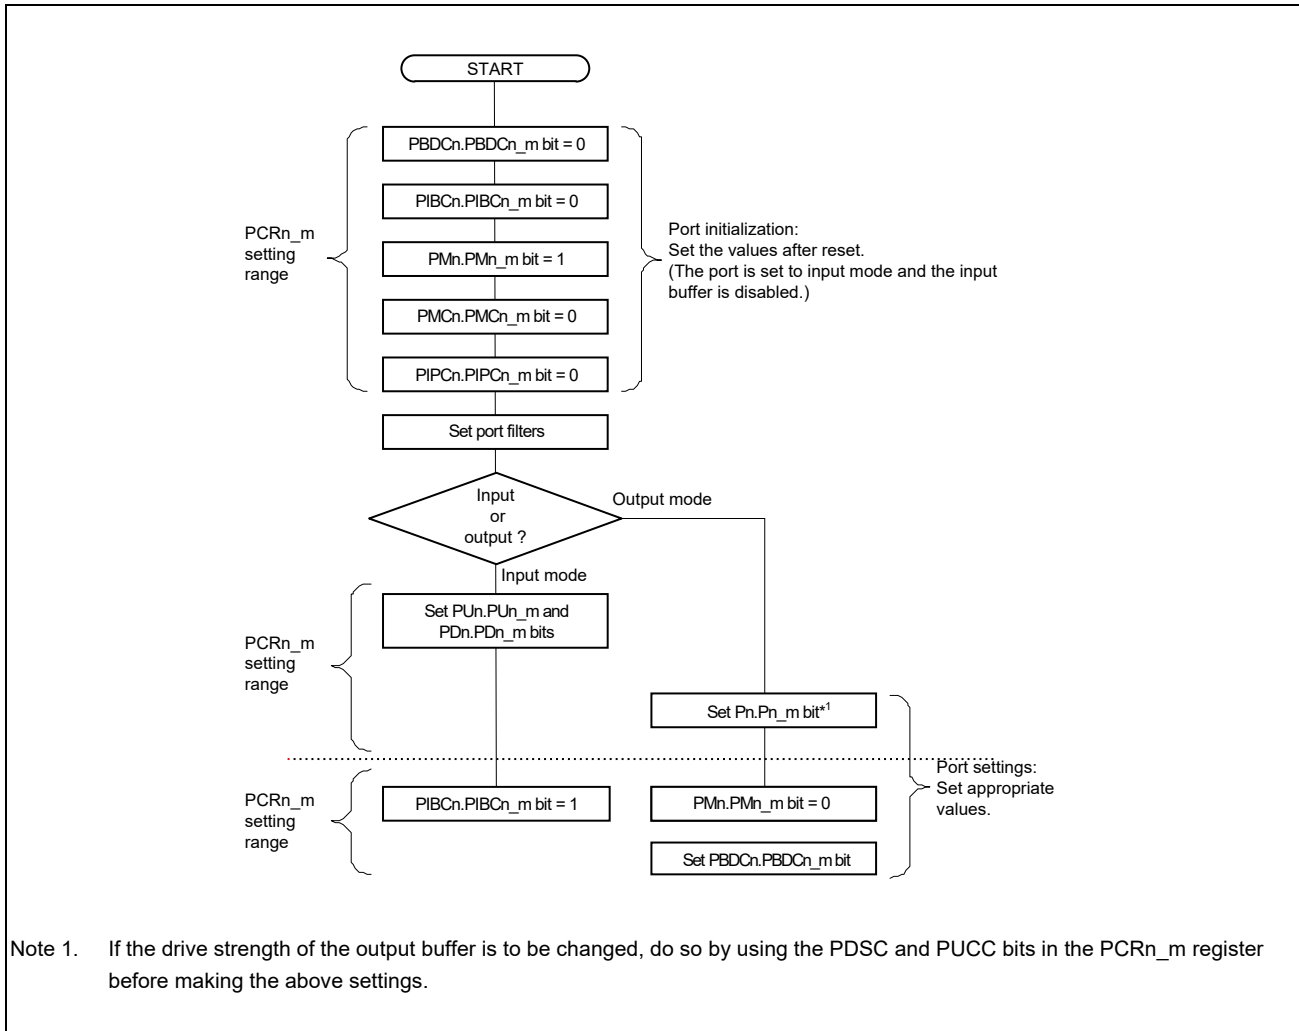 START
PBDCn.PBDCn_m bit = 0
PIBCn.PIBCn_m bit = 0
PCRn_m
setting
range
PMn.PMn_m bit = 1
Port initialization:
Set the values after reset.
(The port is set to input mode and the input
buffer is disabled.)
PMCn.PMCn_m bit = 0
PIPCn.PIPCn_m bit = 0
Set port filters
Input
or
output ?
Output mode
Input mode
Set PUn.PUn_m and
PDn.PDn_m bits
PCRn_m
setting
range
Set Pn.Pn_m bit*1
Port settings:
Set appropriate
values.
PCRn_m
setting
range
PIBCn.PIBCn_m bit = 1
PMn.PMn_m bit = 0
Set PBDCn.PBDCn_m bit
Note 1. If the drive strength of the output buffer is to be changed, do so by using the PDSC and PUCC bits in the PCRn_m register
before making the above settings.